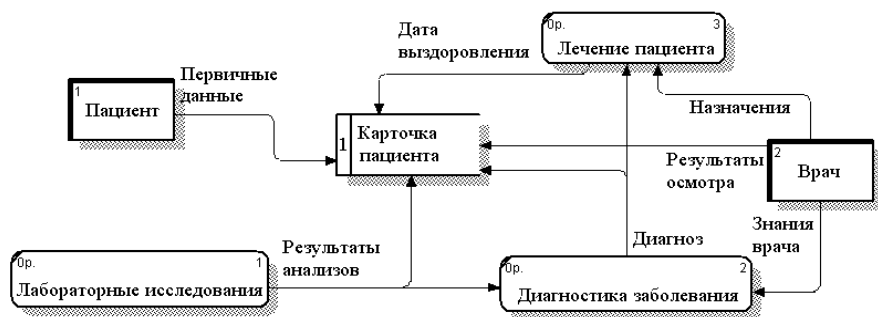 Дата
выздоровления
0р. 3
Лечение пациента
Первичные
данные
1
Пациент
Назначения
1
Карточка
пациента
Результаты
осмотра
2
Врач
Знания
врача
Диагноз
Результаты
анализов
0р. 1
Лабораторные исследования
0р. 2
Диагностика заболевания